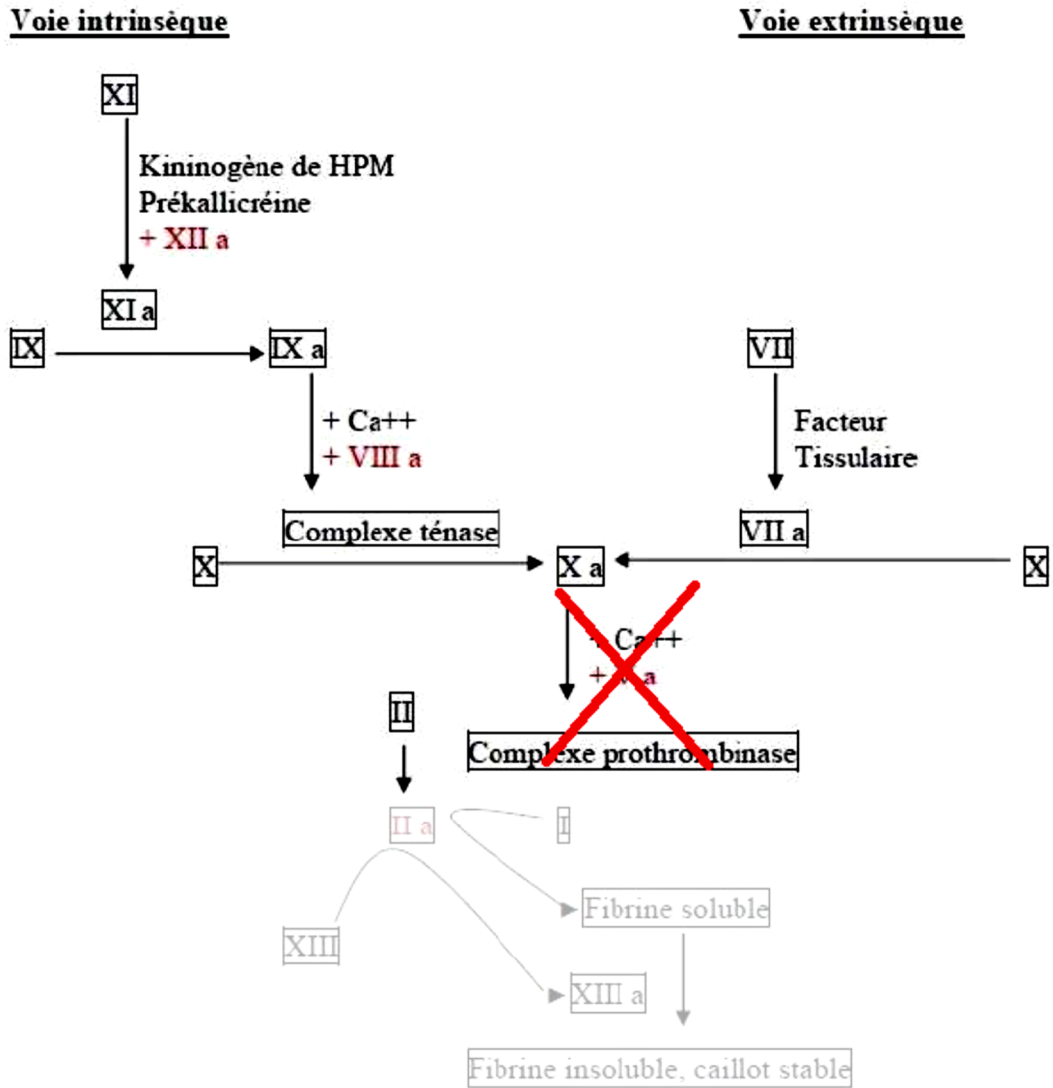 Voie intrinsèque
Voie extrinsèque
XI
Kininogène de HPM
Prékallicréine
+ XII a
XI a
IX
IX a
VII
+ Ca++
+ VIII a
Facteur
Tissulaire
Complexe ténase
VII a
X
X a
X
+ Ca++
+ V a
II
Complexe prothrombinase
II a
I
Fibrine soluble
XIII
XIII a
Fibrine insoluble, caillot stable